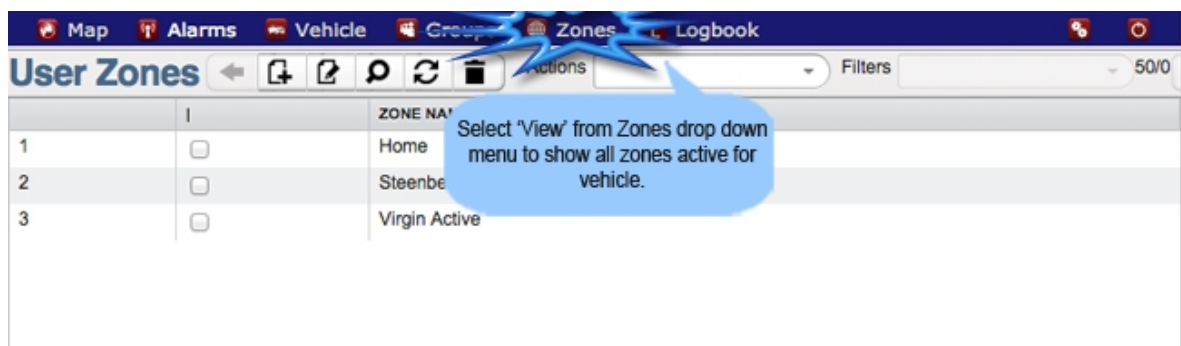 Map Alarms Vehicle Groups Zones Logbook
User Zones Actions Filters 50/0
I ZONE NA
1 Home
2 Steenbe
3 Virgin Active
Select 'View' from Zones drop down
menu to show all zones active for
vehicle.